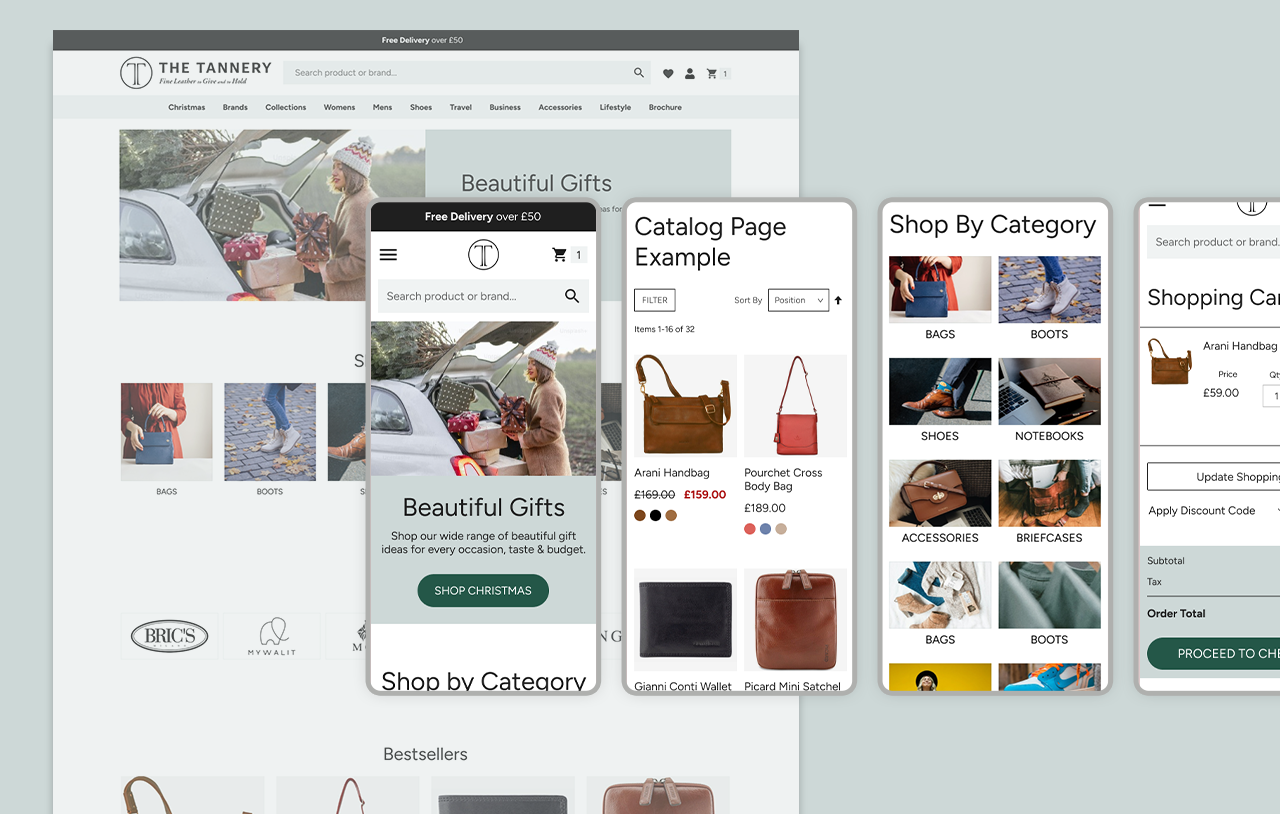 Free Delivery over £50
THE TANNERY
Fine Leather to Give and to Hold
Search product or brand...
1
Christmas Brands Collections Womens Mens Shoes Travel Business Accessories Lifestyle Brochure
Beautiful Gifts
BAGS
BOOTS
BRIC'S
MYWALIT
Bestsellers
Free Delivery over £50
T
1
Search product or brand...
Beautiful Gifts
Shop our wide range of beautiful gift
ideas for every occasion, taste & budget.
SHOP CHRISTMAS
Shop by Category
Catalog Page
Example
FILTER
Sort By
Position
Items 1-16 of 32
Arani Handbag
£169.00 £159.00
Pourchet Cross
Body Bag
£189.00
Gianni Conti Wallet
Picard Mini Satchel
Shop By Category
BAGS
BOOTS
SHOES
NOTEBOOKS
ACCESSORIES
BRIEFCASES
BAGS
BOOTS
Search product or brand.
Shopping Car
Arani Handbag
Price
Qty
£59.00
1
Update Shopping
Apply Discount Code
Subtotal
Tax
Order Total
PROCEED TO CHE